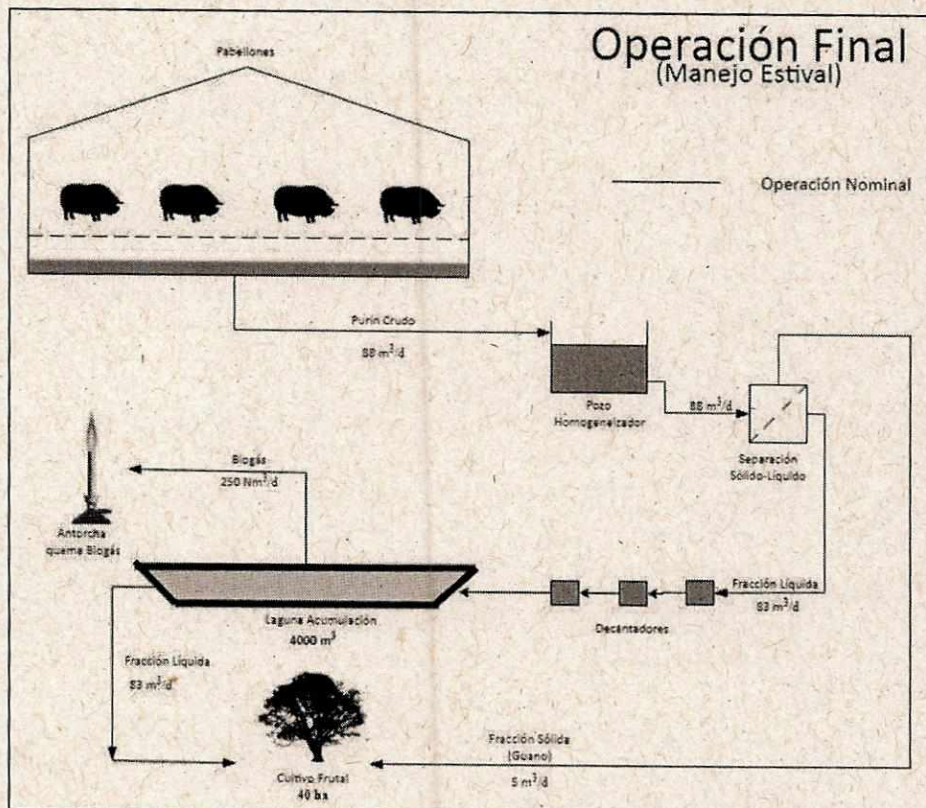 Operación Final
(Manejo Estival)
Pabellones
Operación Nominal
Purín Crudo
88 m³/d
Pozo
Homogeneizador
88 m³/d
Separación
Sólido-Líquido
Biogás
250 Nm³/d
Antorcha
quema Biogás
Fracción Líquida
83 m³/d
Decantadores
Laguna Acumulación
4000 m³
Fracción Líquida
83 m³/d
Cultivo Frutal
40 ha
Fracción Sólida
(Guano)
5 m³/d